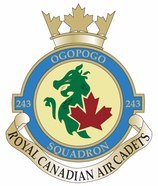 OGOPOGO
243
243
SQUADRON
ROYAL CANADIAN AIR CADETS